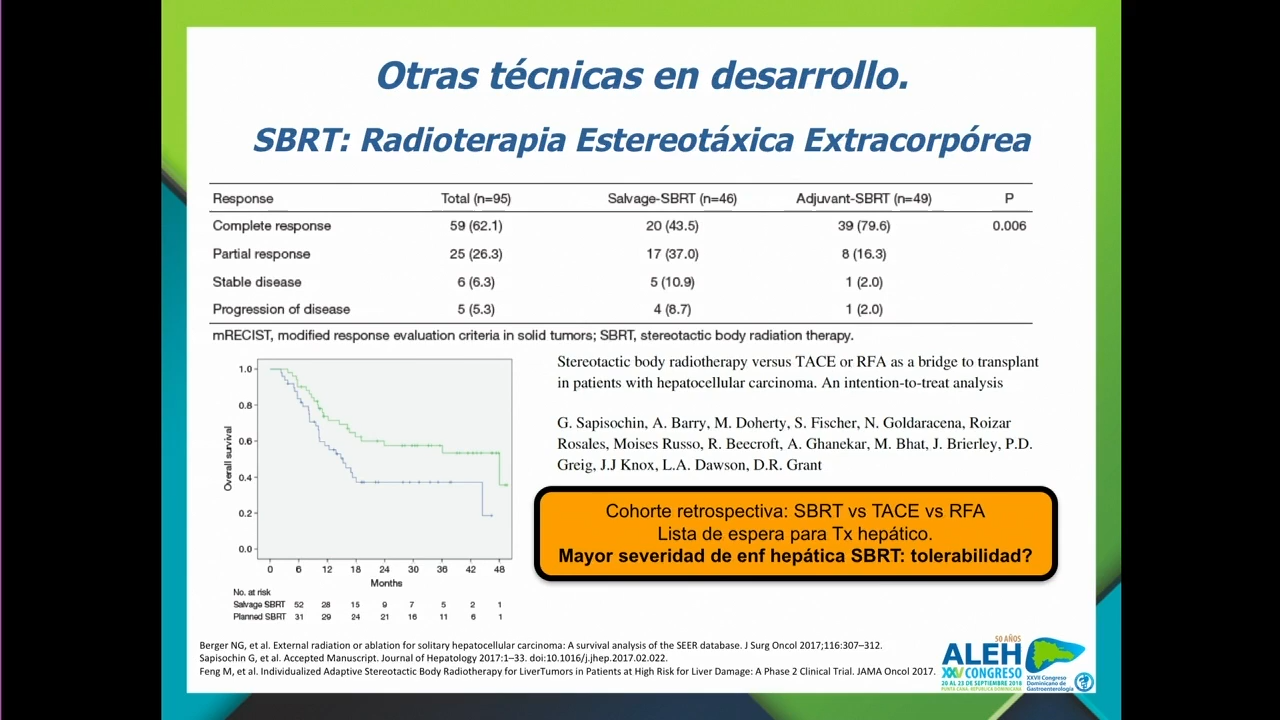 Otras técnicas en desarrollo.
SBRT: Radioterapia Estereotáxica Extracorpórea
Response Total (n=95) Salvage-SBRT (n=46) Adjuvant-SBRT (n=49) P
Complete response 59 (62.1) 20 (43.5) 39 (79.6) 0.006
Partial response 25 (26.3) 17 (37.0) 8 (16.3)
Stable disease 6 (6.3) 5 (10.9) 1 (2.0)
Progression of disease 5 (5.3) 4 (8.7) 1 (2.0)
mRECIST, modified response evaluation criteria in solid tumors; SBRT, stereotactic body radiation therapy.
Overall survival
1.0
0.8
0.6
0.4
0.2
0.0
0 6 12 18 24 30 36 42 48
Months
No. at risk
Salvage SBRT 52 28 15 9 7 5 2 1
Planned SBRT 31 29 24 21 16 11 6 1
Stereotactic body radiotherapy versus TACE or RFA as a bridge to transplant
in patients with hepatocellular carcinoma. An intention-to-treat analysis
G. Sapisochin, A. Barry, M. Doherty, S. Fischer, N. Goldaracena, Roizar
Rosales, Moises Russo, R. Beecroft, A. Ghanekar, M. Bhat, J. Brierley, P.D.
Greig, J.J Knox, L.A. Dawson, D.R. Grant
Cohorte retrospectiva: SBRT vs TACE vs RFA
Lista de espera para Tx hepático.
Mayor severidad de enf hepática SBRT: tolerabilidad?
Berger NG, et al. External radiation or ablation for solitary hepatocellular carcinoma: A survival analysis of the SEER database. J Surg Oncol 2017;116:307–312.
Sapisochin G, et al. Accepted Manuscript. Journal of Hepatology 2017:1–33. doi:10.1016/j.jhep.2017.02.022.
Feng M, et al. Individualized Adaptive Stereotactic Body Radiotherapy for LiverTumors in Patients at High Risk for Liver Damage: A Phase 2 Clinical Trial. JAMA Oncol 2017.
50 AÑOS
ALEH
XXV CONGRESO
20 AL 23 DE SEPTIEMBRE 2018
PUNTA CANA, REPÚBLICA DOMINICANA
XXVII Congreso
Dominicano de
Gastroenterología